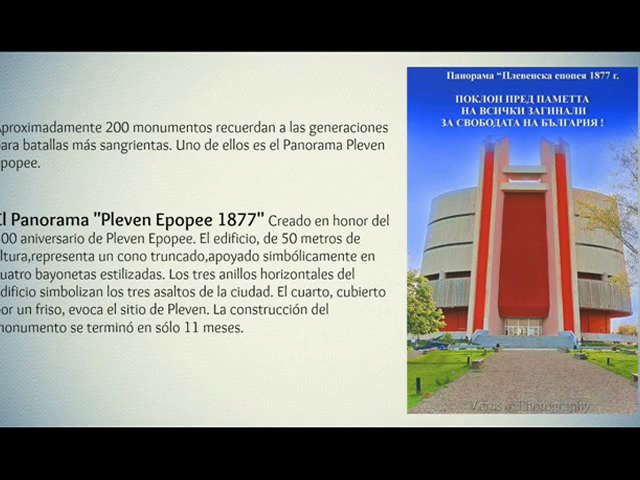 proximadamente 200 monumentos recuerdan a las generaciones
para batallas más sangrientas. Uno de ellos es el Panorama Pleven
popee.
El Panorama "Pleven Epopee 1877" Creado en honor del
00 aniversario de Pleven Epopee. El edificio, de 50 metros de
ltura,representa un cono truncado,apoyado simbólicamente en
uatro bayonetas estilizadas. Los tres anillos horizontales del
dificio simbolizan los tres asaltos de la ciudad. El cuarto, cubierto
or un friso, evoca el sitio de Pleven. La construcción del
monumento se terminó en sólo 11 meses.
Панорама “Плевенска епопея 1877 г.
ПОКЛОН ПРЕД ПАМЕТТА
НА ВСИЧКИ ЗАГИНАЛИ
ЗА СВОБОДАТА НА БЪЛГАРИЯ !
Photography